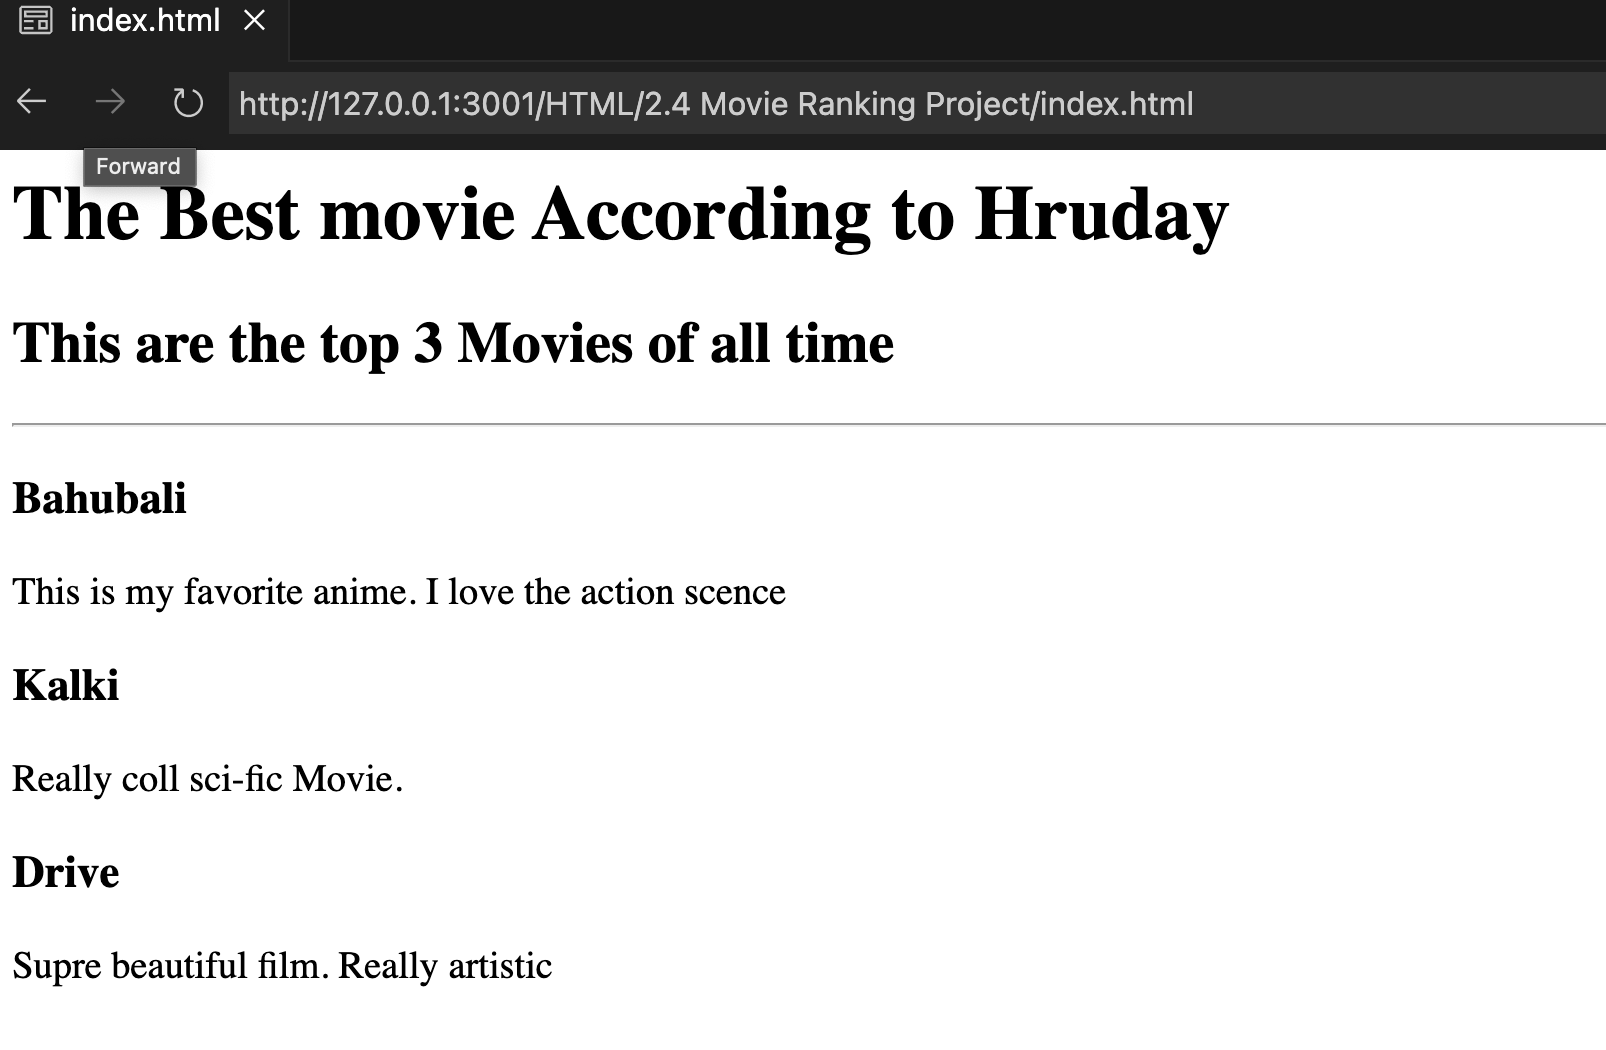 index.html
http://127.0.0.1:3001/HTML/2.4 Movie Ranking Project/index.html
Forward
The Best movie According to Hruday
This are the top 3 Movies of all time
Bahubali
This is my favorite anime. I love the action scence
Kalki
Really coll sci-fic Movie.
Drive
Supre beautiful film. Really artistic